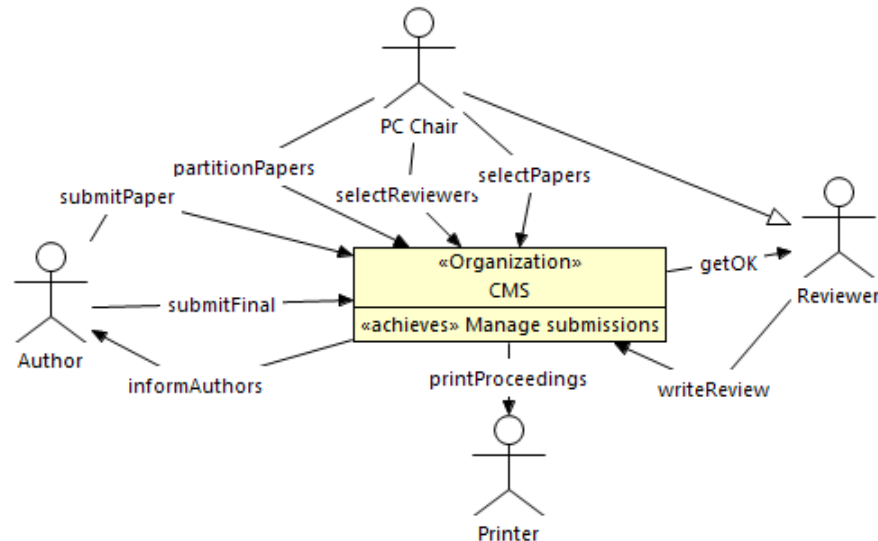 PC Chair
partitionPapers
selectPapers
submitPaper
selectReviewers
«Organization»
CMS
getOK
Reviewer
submitFinal
«achieves» Manage submissions
Author
informAuthors
printProceedings
writeReview
Printer